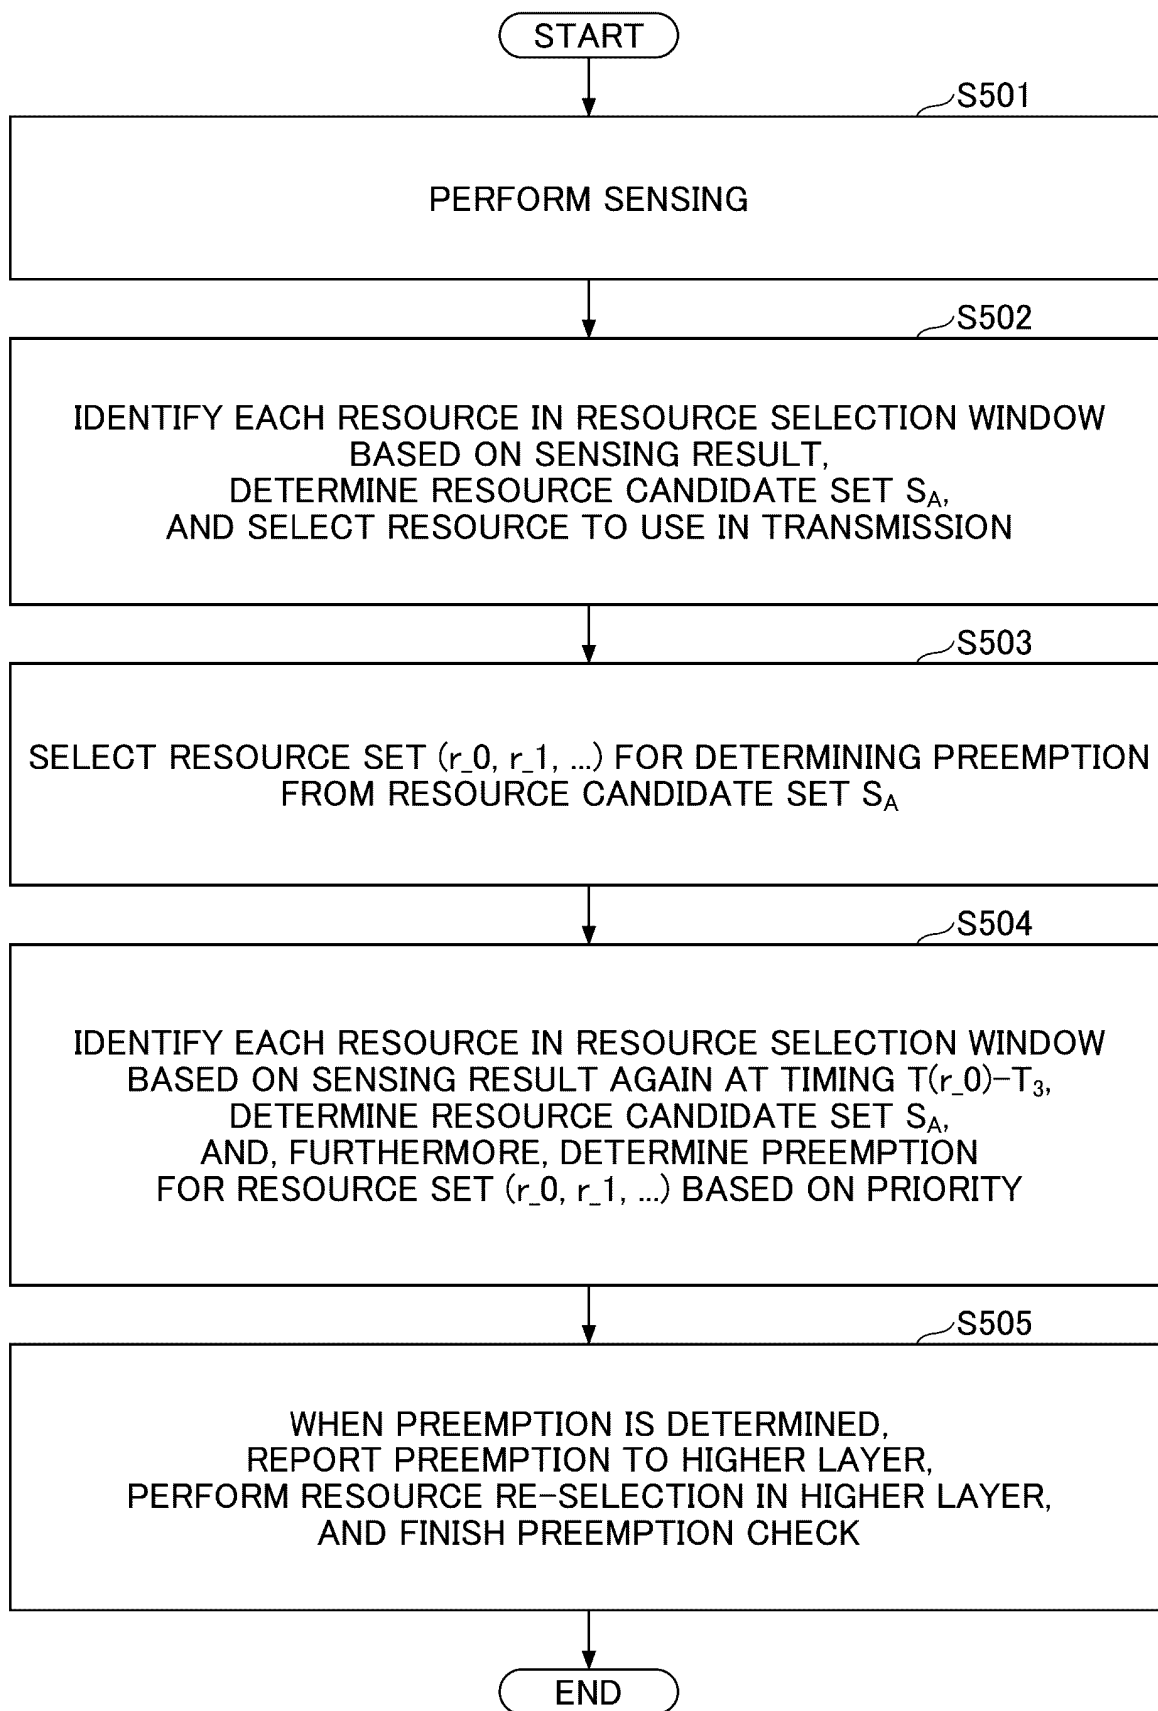 START
S501
PERFORM SENSING
S502
IDENTIFY EACH RESOURCE IN RESOURCE SELECTION WINDOW
BASED ON SENSING RESULT,
DETERMINE RESOURCE CANDIDATE SET S_A,
AND SELECT RESOURCE TO USE IN TRANSMISSION
S503
SELECT RESOURCE SET (r_0, r_1, ...) FOR DETERMINING PREEMPTION
FROM RESOURCE CANDIDATE SET S_A
S504
IDENTIFY EACH RESOURCE IN RESOURCE SELECTION WINDOW
BASED ON SENSING RESULT AGAIN AT TIMING T(r_0)-T₃,
DETERMINE RESOURCE CANDIDATE SET S_A,
AND, FURTHERMORE, DETERMINE PREEMPTION
FOR RESOURCE SET (r_0, r_1, ...) BASED ON PRIORITY
S505
WHEN PREEMPTION IS DETERMINED,
REPORT PREEMPTION TO HIGHER LAYER,
PERFORM RESOURCE RE-SELECTION IN HIGHER LAYER,
AND FINISH PREEMPTION CHECK
END